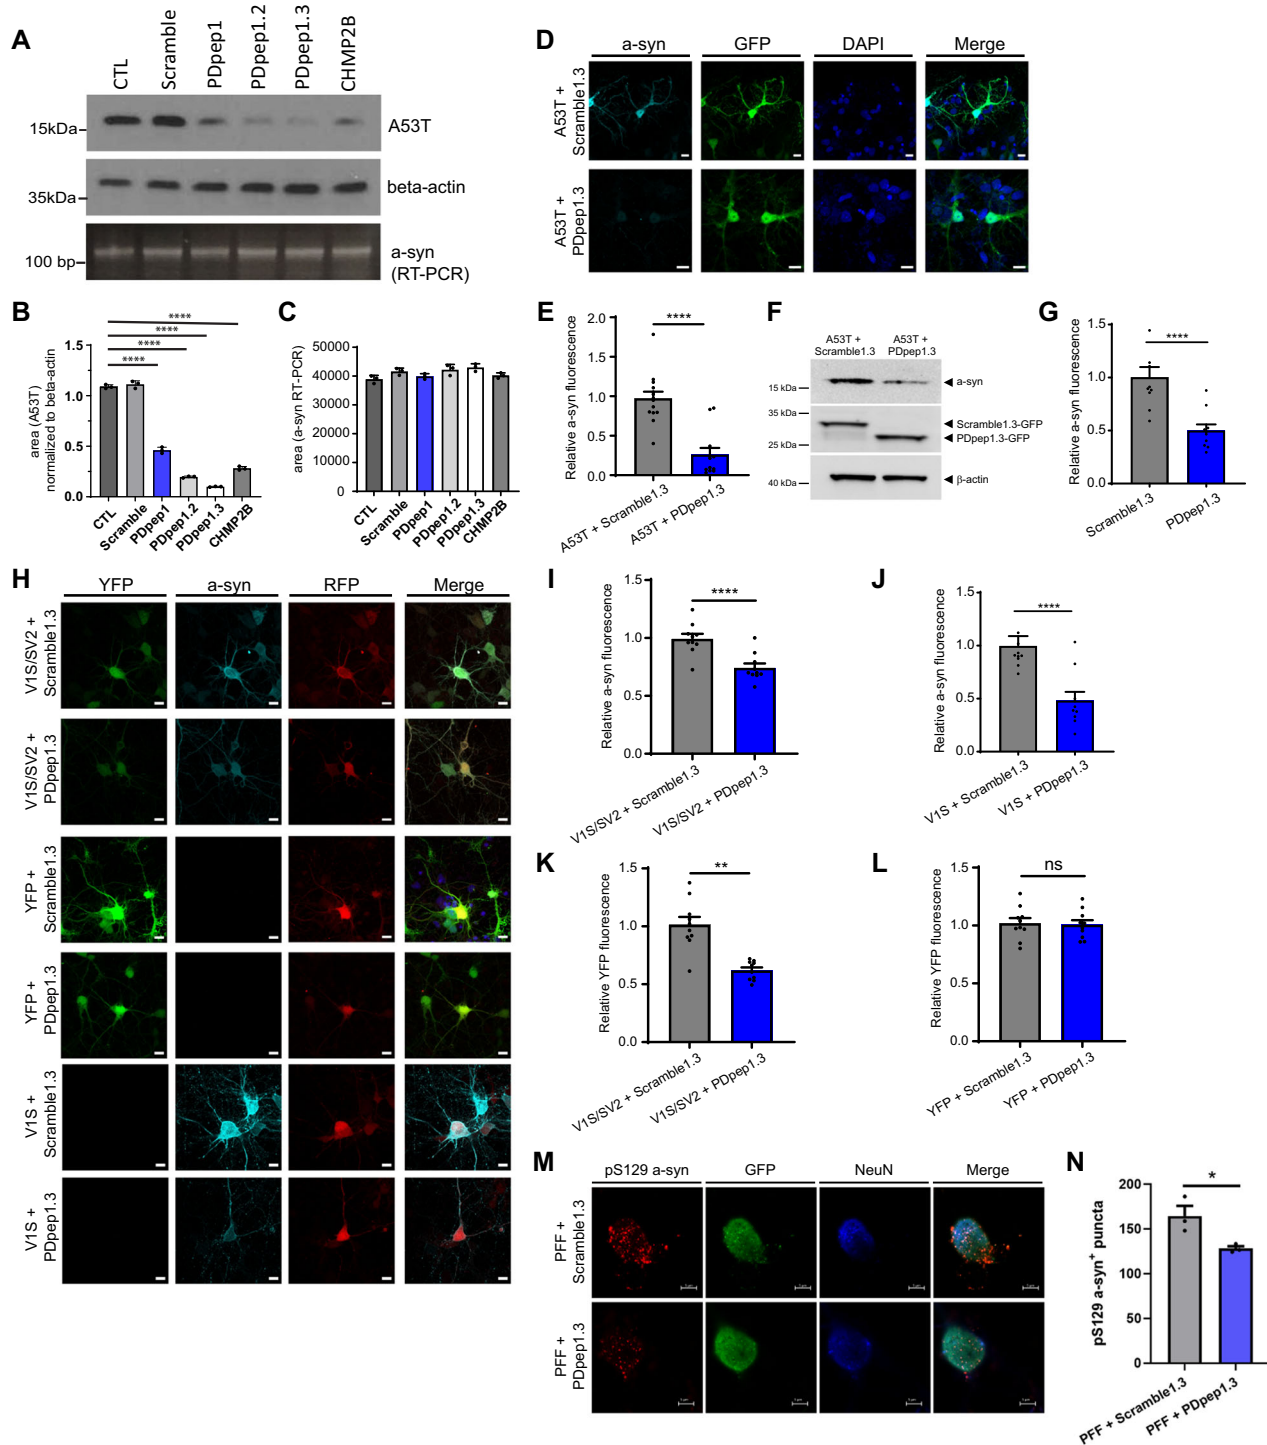 A
CTL
Scramble
PDpep1
PDpep1.2
PDpep1.3
CHMP2B
15kDa
A53T
35kDa
beta-actin
100 bp
a-syn
(RT-PCR)
B
area (A53T)
normalized to beta-actin
1.5
1.0
0.5
0.0
****
****
****
****
CTL
Scramble
PDpep1
PDpep1.2
PDpep1.3
CHMP2B
C
area (a-syn RT-PCR)
50000
40000
30000
20000
10000
0
CTL
Scramble
PDpep1
PDpep1.2
PDpep1.3
CHMP2B
D
a-syn
GFP
DAPI
Merge
A53T +
Scramble1.3
A53T +
PDpep1.3
E
Relative a-syn fluorescence
2.0
1.5
1.0
0.5
0.0
****
A53T + Scramble1.3
A53T + PDpep1.3
F
A53T +
Scramble1.3
A53T +
PDpep1.3
15 kDa
a-syn
35 kDa
Scramble1.3-GFP
25 kDa
PDpep1.3-GFP
40 kDa
β-actin
G
Relative a-syn fluorescence
1.5
1.0
0.5
0.0
****
Scramble1.3
PDpep1.3
H
YFP
a-syn
RFP
Merge
V1S/SV2 +
Scramble1.3
V1S/SV2 +
PDpep1.3
YFP +
Scramble1.3
YFP +
PDpep1.3
V1S +
Scramble1.3
V1S +
PDpep1.3
I
Relative a-syn fluorescence
1.5
1.0
0.5
0.0
****
V1S/SV2 + Scramble1.3
V1S/SV2 + PDpep1.3
J
Relative a-syn fluorescence
1.5
1.0
0.5
0.0
****
V1S + Scramble1.3
V1S + PDpep1.3
K
Relative YFP fluorescence
1.5
1.0
0.5
0.0
**
V1S/SV2 + Scramble1.3
V1S/SV2 + PDpep1.3
L
Relative YFP fluorescence
1.5
1.0
0.5
0.0
ns
YFP + Scramble1.3
YFP + PDpep1.3
M
pS129 a-syn
GFP
NeuN
Merge
PFF +
Scramble1.3
PFF +
PDpep1.3
N
pS129 a-syn⁺ puncta
200
150
100
50
0
*
PFF + Scramble1.3
PFF + PDpep1.3